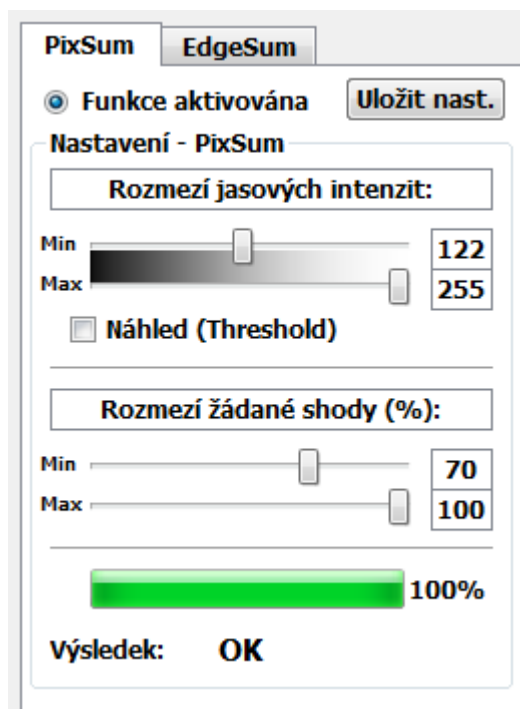 PixSum EdgeSum
Funkce aktivována Uložit nast.
Nastavení - PixSum
Rozmezí jasových intenzit:
Min 122
Max 255
Náhled (Threshold)
Rozmezí žádané shody (%):
Min 70
Max 100
100%
Výsledek: OK